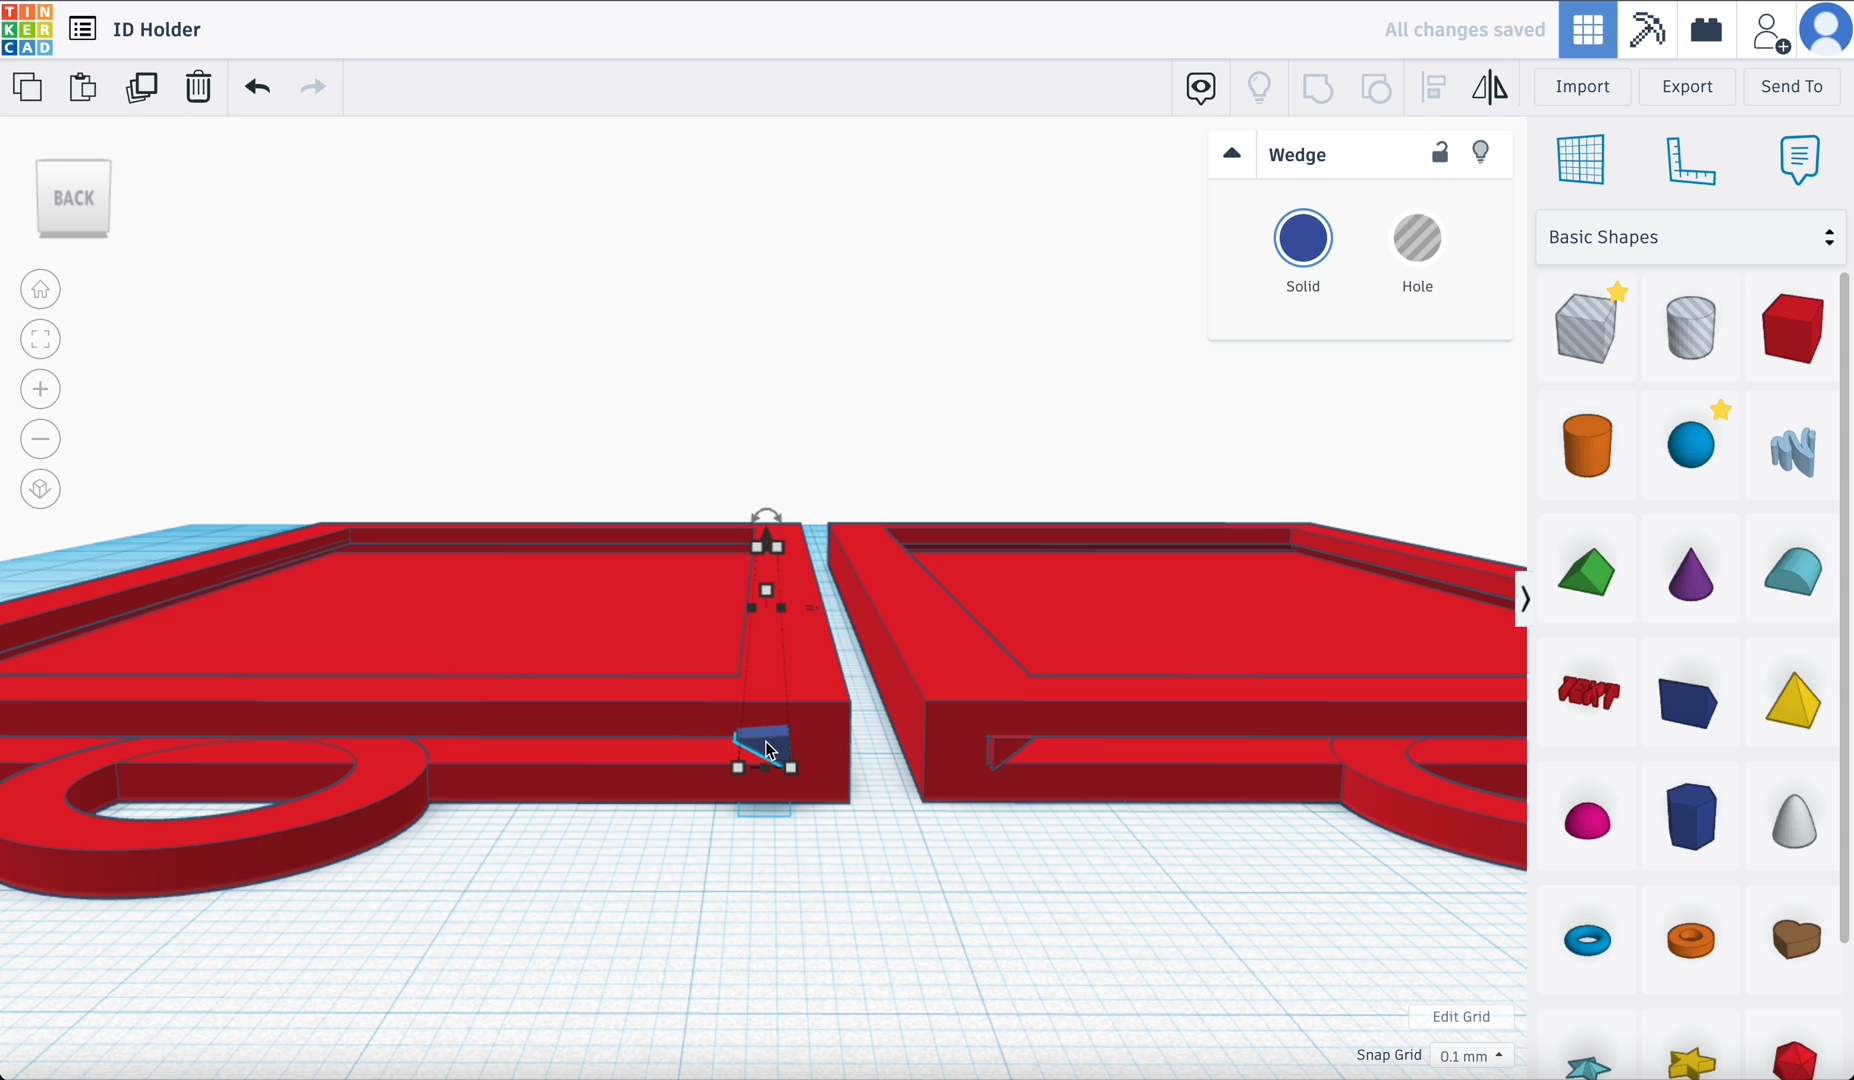 TIN
KER
CAD
ID Holder
All changes saved
Import
Export
Send To
BACK
Wedge
Solid
Hole
Basic Shapes
TEXT
Edit Grid
Snap Grid
0.1 mm